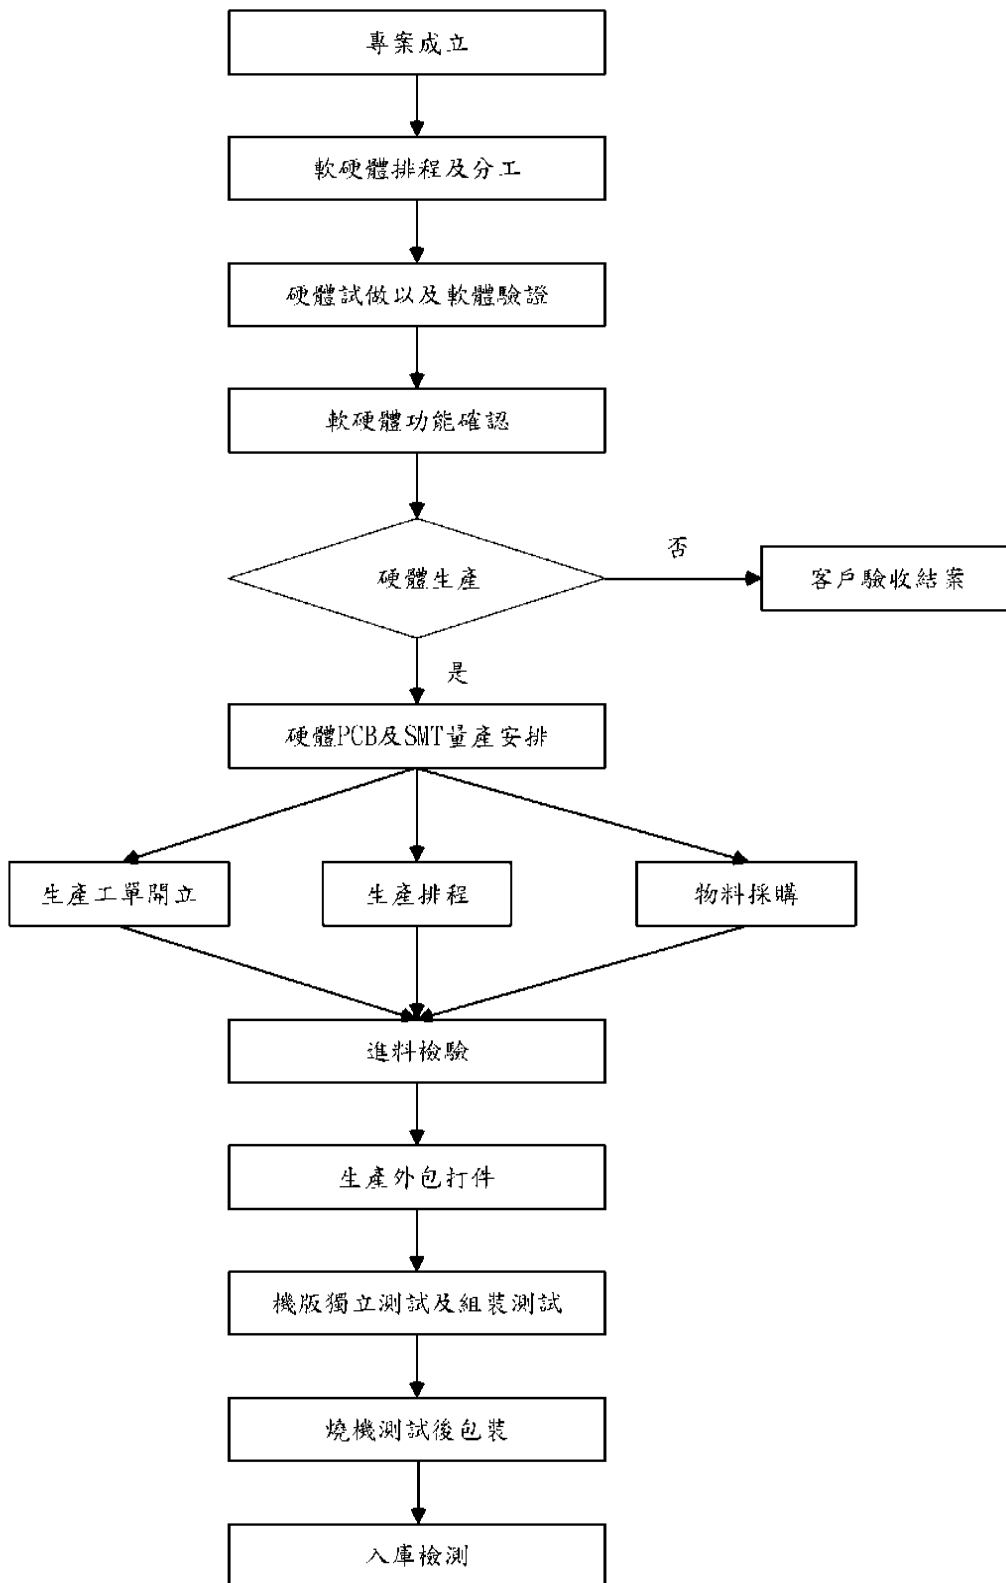 專案成立
軟硬體排程及分工
硬體試做以及軟體驗證
軟硬體功能確認
硬體生產
否
客戶驗收結案
是
硬體PCB及SMT量產安排
生產工單開立
生產排程
物料採購
進料檢驗
生產外包打件
機版獨立測試及組裝測試
燒機測試後包裝
入庫檢測